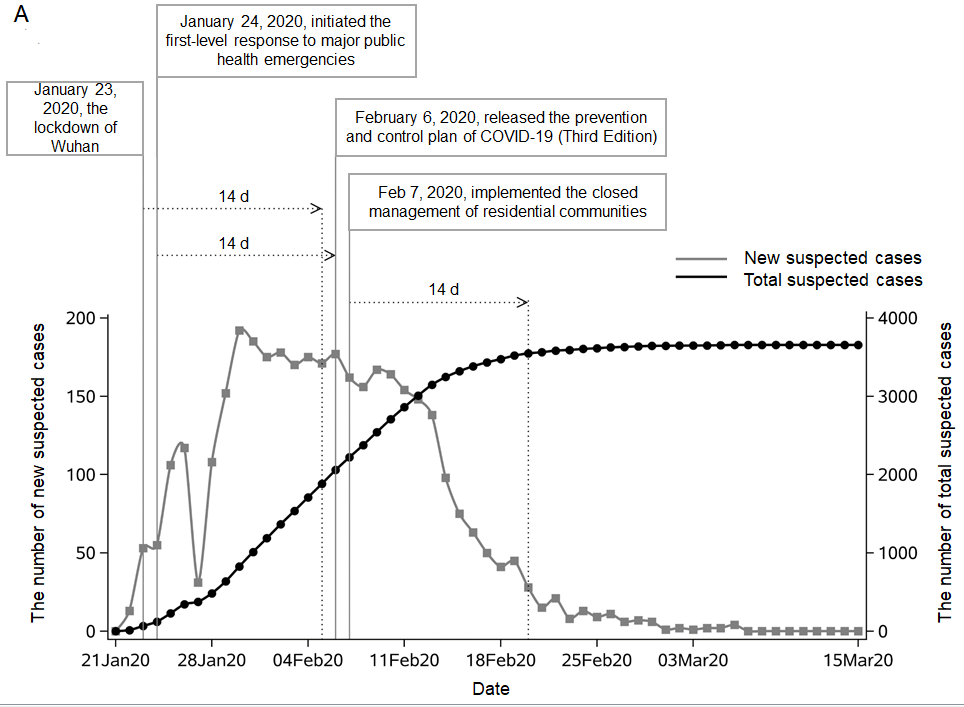 A
January 24, 2020, initiated the
first-level response to major public
health emergencies
January 23,
2020, the
lockdown of
Wuhan
February 6, 2020, released the prevention
and control plan of COVID-19 (Third Edition)
Feb 7, 2020, implemented the closed
management of residential communities
14 d
14 d
14 d
New suspected cases
Total suspected cases
The number of new suspected cases
200
150
100
50
0
4000
3000
2000
1000
0
The number of total suspected cases
21Jan20
28Jan20
04Feb20
11Feb20
18Feb20
25Feb20
03Mar20
15Mar20
Date